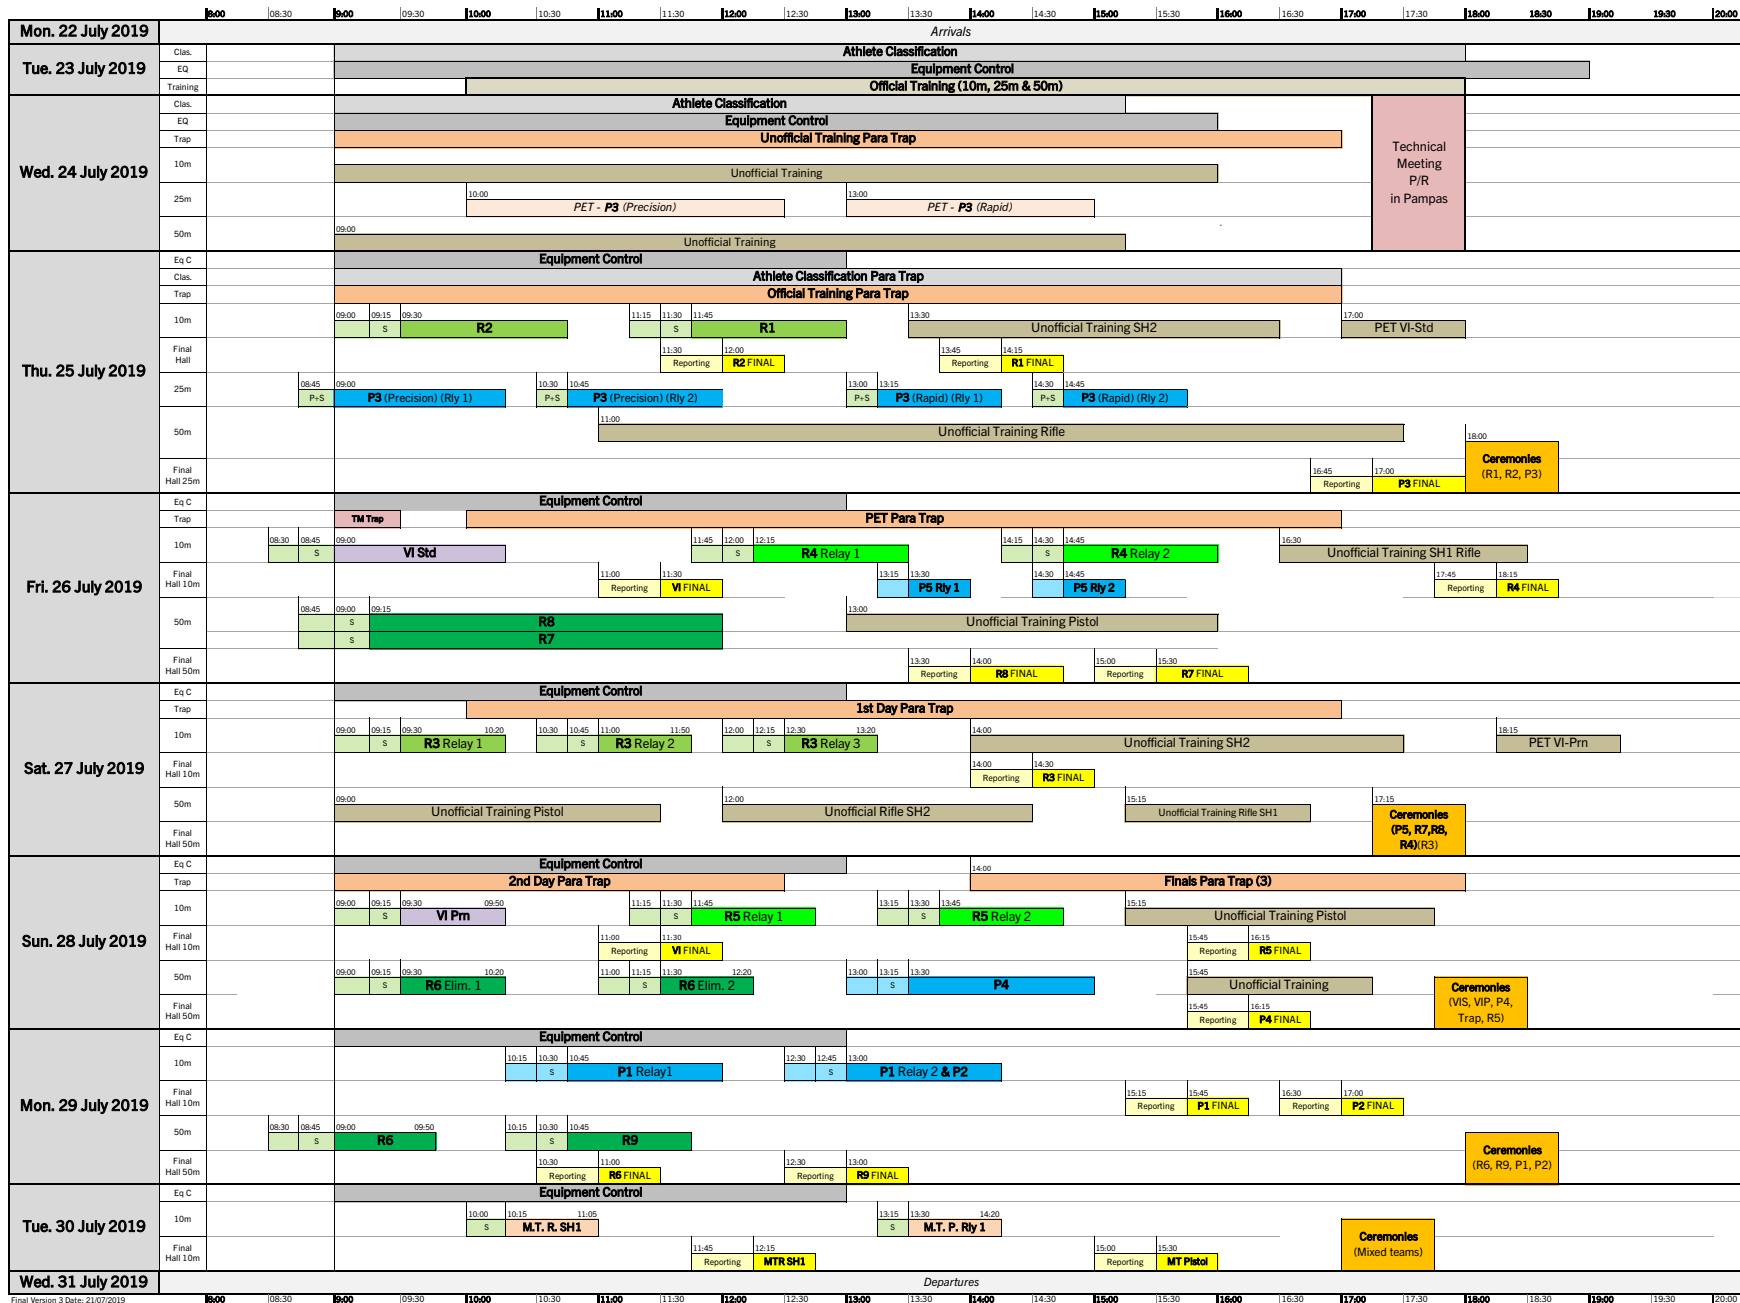 8:00 08:30 9:00 09:30 10:00 10:30 11:00 11:30 12:00 12:30 13:00 13:30 14:00 14:30 15:00 15:30 16:00 16:30 17:00 17:30 18:00 18:30 19:00 19:30 20:00
Mon. 22 July 2019 Arrivals
Tue. 23 July 2019
Clas. Athlete Classification
EQ Equipment Control
Training Official Training (10m, 25m & 50m)
Wed. 24 July 2019
Clas. Athlete Classification
EQ Equipment Control
Trap Unofficial Training Para Trap
10m Unofficial Training
25m 10:00 PET - P3 (Precision) 13:00 PET - P3 (Rapid)
50m 09:00 Unofficial Training
Technical
Meeting
P/R
in Pampas
Thu. 25 July 2019
Eq C Equipment Control
Clas. Athlete Classification Para Trap
Trap Official Training Para Trap
10m 09:00 09:15 09:30 11:15 11:30 11:45 13:30 17:00
S R2 S R1 Unofficial Training SH2 PET VI-Std
Final
Hall
11:30 12:00 13:45 14:15
Reporting R2 FINAL Reporting R1 FINAL
25m 08:45 09:00 10:30 10:45 13:00 13:15 14:30 14:45
P+S P3 (Precision) (Rly 1) P+S P3 (Precision) (Rly 2) P+S P3 (Rapid) (Rly 1) P+S P3 (Rapid) (Rly 2)
50m 11:00 Unofficial Training Rifle
18:00
Ceremonies
(R1, R2, P3)
Final
Hall 25m
16:45 17:00
Reporting P3 FINAL
Fri. 26 July 2019
Eq C Equipment Control
Trap TM Trap PET Para Trap
10m 08:30 08:45 09:00 11:45 12:00 12:15 14:15 14:30 14:45 16:30
S VI Std S R4 Relay 1 S R4 Relay 2 Unofficial Training SH1 Rifle
Final
Hall 10m
11:00 11:30 13:15 13:30 14:30 14:45 17:45 18:15
Reporting VI FINAL P5 Rly 1 P5 Rly 2 Reporting R4 FINAL
50m 08:45 09:00 09:15 13:00
S R8 Unofficial Training Pistol
S R7
Final
Hall 50m
13:30 14:00 15:00 15:30
Reporting R8 FINAL Reporting R7 FINAL
Sat. 27 July 2019
Eq C Equipment Control
Trap 1st Day Para Trap
10m 09:00 09:15 09:30 10:20 10:30 10:45 11:00 11:50 12:00 12:15 12:30 13:20 14:00 18:15
S R3 Relay 1 S R3 Relay 2 S R3 Relay 3 Unofficial Training SH2 PET VI-Prn
Final
Hall 10m
14:00 14:30
Reporting R3 FINAL
50m 09:00 12:00 15:15 17:15
Unofficial Training Pistol Unofficial Rifle SH2 Unofficial Training Rifle SH1
Final
Hall 50m
Ceremonies
(P5, R7,R8,
R4)(R3)
Sun. 28 July 2019
Eq C Equipment Control
Trap 2nd Day Para Trap 14:00 Finals Para Trap (3)
10m 09:00 09:15 09:30 09:50 11:15 11:30 11:45 13:15 13:30 13:45 15:15
S VI Prn S R5 Relay 1 S R5 Relay 2 Unofficial Training Pistol
Final
Hall 10m
11:00 11:30 15:45 16:15
Reporting VI FINAL Reporting R5 FINAL
50m 09:00 09:15 09:30 10:20 11:00 11:15 11:30 12:20 13:00 13:15 13:30 15:45
S R6 Elim. 1 S R6 Elim. 2 S P4 Unofficial Training
Final
Hall 50m
15:45 16:15
Reporting P4 FINAL
Ceremonies
(VIS, VIP, P4,
Trap, R5)
Mon. 29 July 2019
Eq C Equipment Control
10m 10:15 10:30 10:45 12:30 12:45 13:00
S P1 Relay1 S P1 Relay 2 & P2
Final
Hall 10m
15:15 15:45 16:30 17:00
Reporting P1 FINAL Reporting P2 FINAL
50m 08:30 08:45 09:00 09:50 10:15 10:30 10:45
S R6 S R9
Final
Hall 50m
10:30 11:00 12:30 13:00
Reporting R6 FINAL Reporting R9 FINAL
Ceremonies
(R6, R9, P1, P2)
Tue. 30 July 2019
Eq C Equipment Control
10m 10:00 10:15 11:05 13:15 13:30 14:20
S M.T. R. SH1 S M.T. P. Rly 1
Final
Hall 10m
11:45 12:15 15:00 15:30
Reporting MTR SH1 Reporting MT Pistol
Ceremonies
(Mixed teams)
Wed. 31 July 2019 Departures
Final Version 3 Date: 21/07/2019 8:00 08:30 9:00 09:30 10:00 10:30 11:00 11:30 12:00 12:30 13:00 13:30 14:00 14:30 15:00 15:30 16:00 16:30 17:00 17:30 18:00 18:30 19:00 19:30 20:00